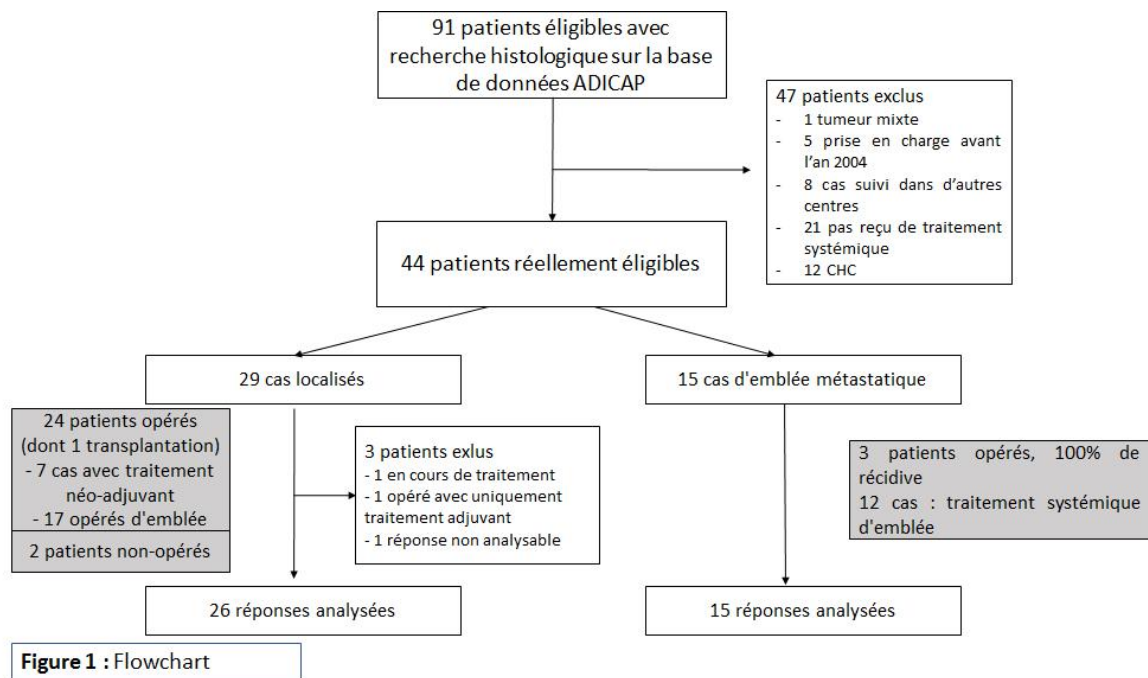 91 patients éligibles avec
recherche histologique sur la base
de données ADICAP
47 patients exclus
- 1 tumeur mixte
- 5 prise en charge avant
l'an 2004
- 8 cas suivi dans d'autres
centres
- 21 pas reçu de traitement
systémique
- 12 CHC
44 patients réellement éligibles
29 cas localisés
15 cas d'emblée métastatique
24 patients opérés
(dont 1 transplantation)
- 7 cas avec traitement
néo-adjuvant
- 17 opérés d'emblée
2 patients non-opérés
3 patients exlus
- 1 en cours de traitement
- 1 opéré avec uniquement
traitement adjuvant
- 1 réponse non analysable
3 patients opérés, 100% de
récidive
12 cas : traitement systémique
d'emblée
26 réponses analysées
15 réponses analysées
Figure 1 : Flowchart